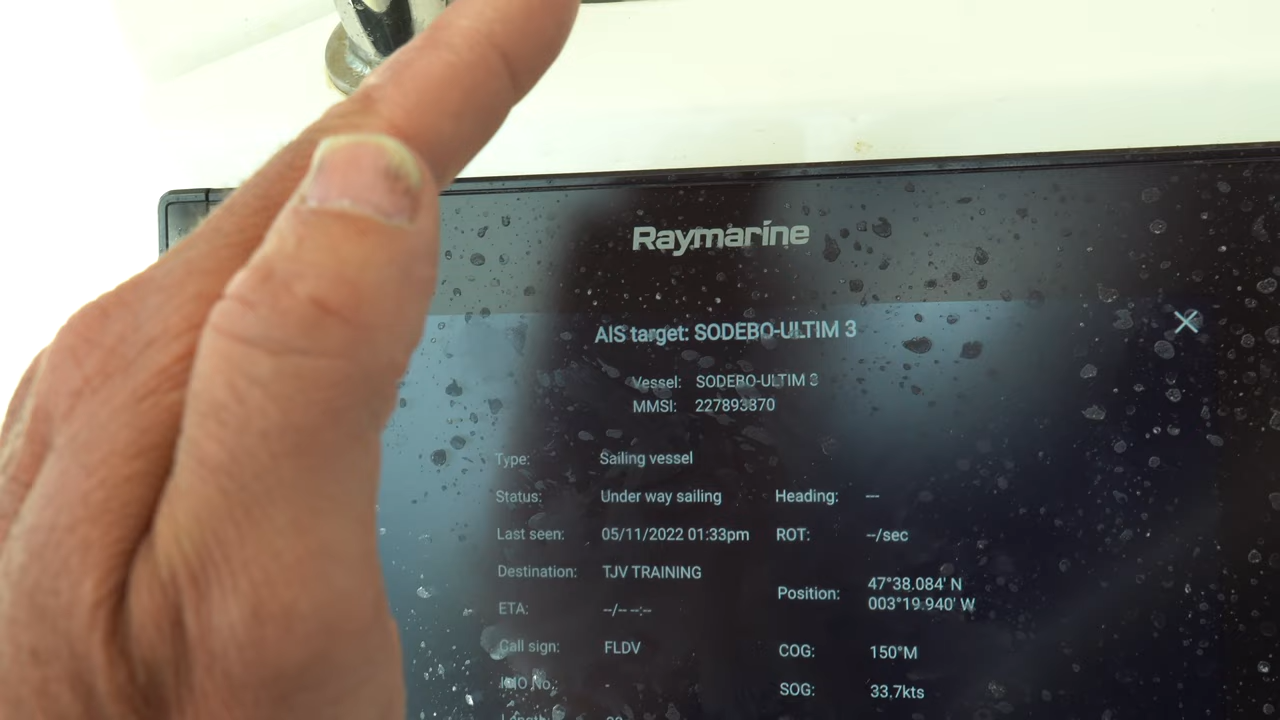 Raymarine
AIS target: SODEBO-ULTIM 3
Vessel: SODEBO-ULTIM 3
MMSI: 227893870
Type: Sailing vessel
Status: Under way sailing Heading: ---
Last seen: 05/11/2022 01:33pm ROT: --/sec
Destination: TJV TRAINING
Position: 47°38.084' N
003°19.940' W
ETA: --/-- --:--
Call sign: FLDV COG: 150°M
IMO No.: - SOG: 33.7kts